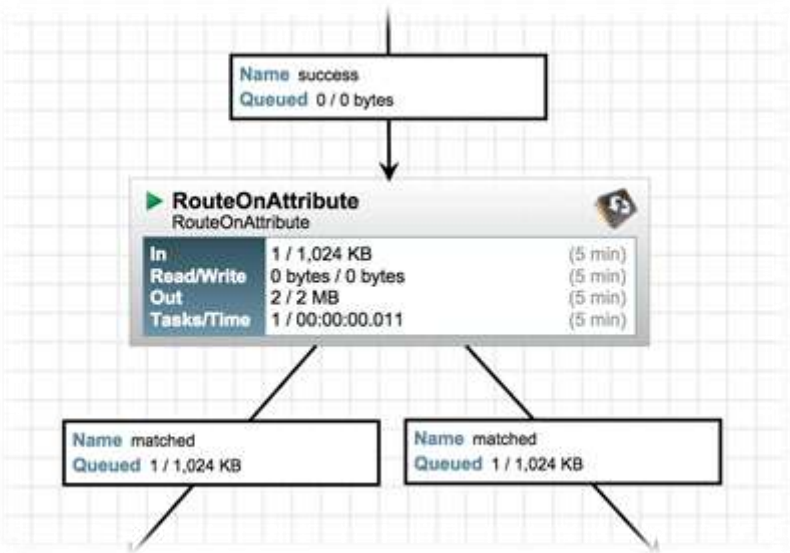 Name success
Queued 0 / 0 bytes
RouteOnAttribute
RouteOnAttribute
In 1 / 1,024 KB (5 min)
Read/Write 0 bytes / 0 bytes (5 min)
Out 2 / 2 MB (5 min)
Tasks/Time 1 / 00:00:00.011 (5 min)
Name matched
Queued 1 / 1,024 KB
Name matched
Queued 1 / 1,024 KB